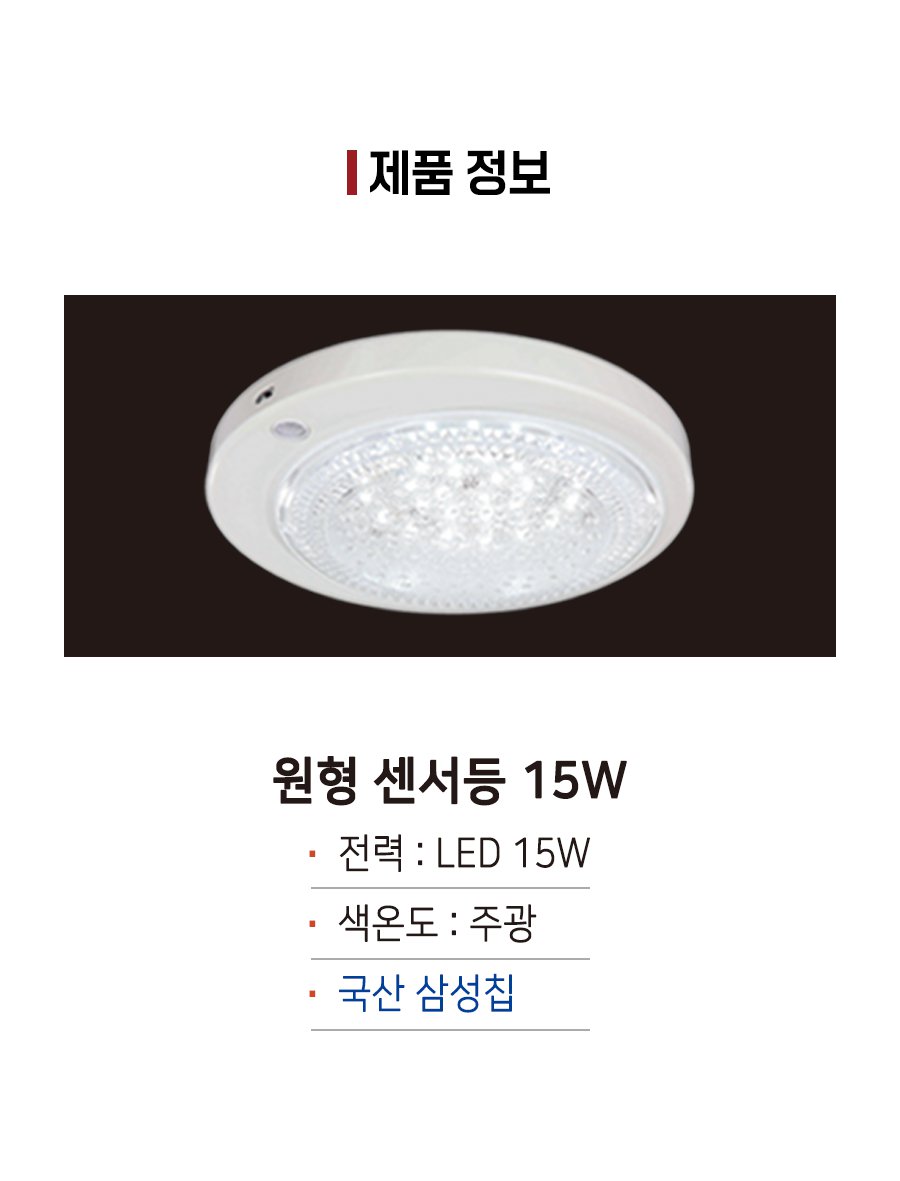 제품 정보
원형 센서등 15W
· 전력 : LED 15W
· 색온도 : 주광
· 국산 삼성칩